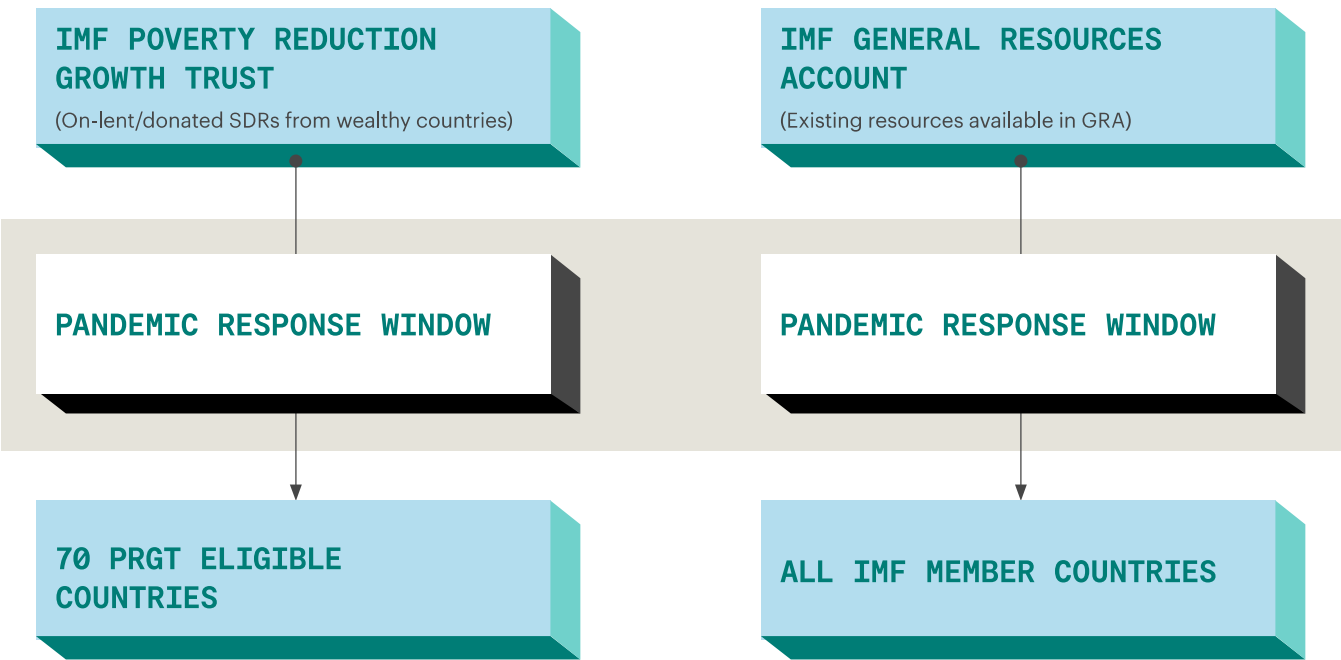 IMF POVERTY REDUCTION
GROWTH TRUST
(On-lent/donated SDRs from wealthy countries)
IMF GENERAL RESOURCES
ACCOUNT
(Existing resources available in GRA)
PANDEMIC RESPONSE WINDOW
PANDEMIC RESPONSE WINDOW
70 PRGT ELIGIBLE
COUNTRIES
ALL IMF MEMBER COUNTRIES